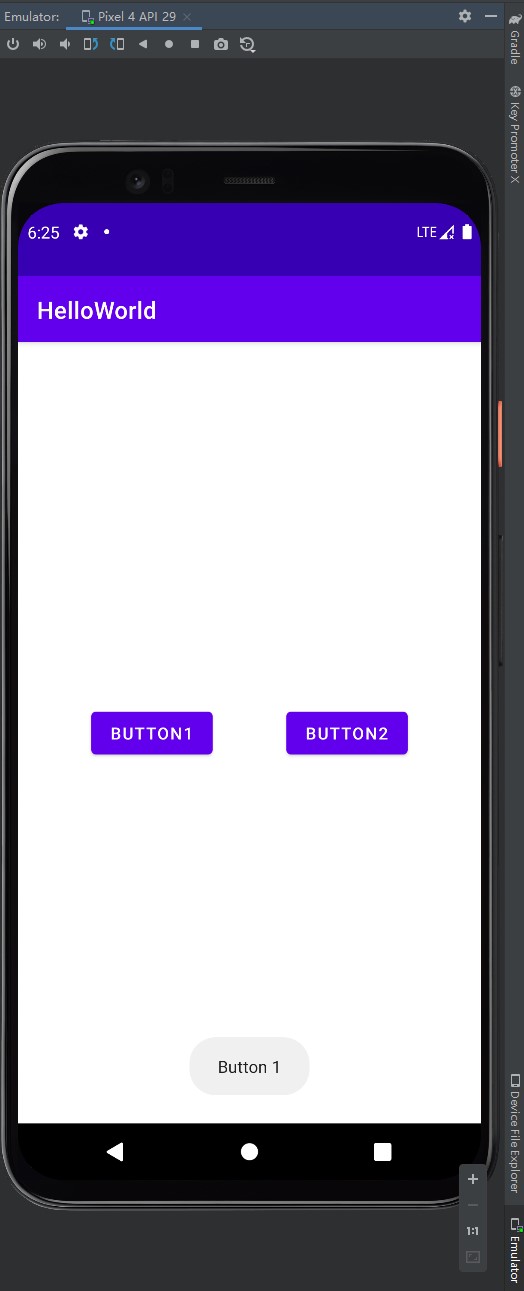 Emulator: Pixel 4 API 29
Gradle
Key Promoter X
6:25 LTE
HelloWorld
BUTTON1 BUTTON2
Button 1
Device File Explorer
1:1
Emulator